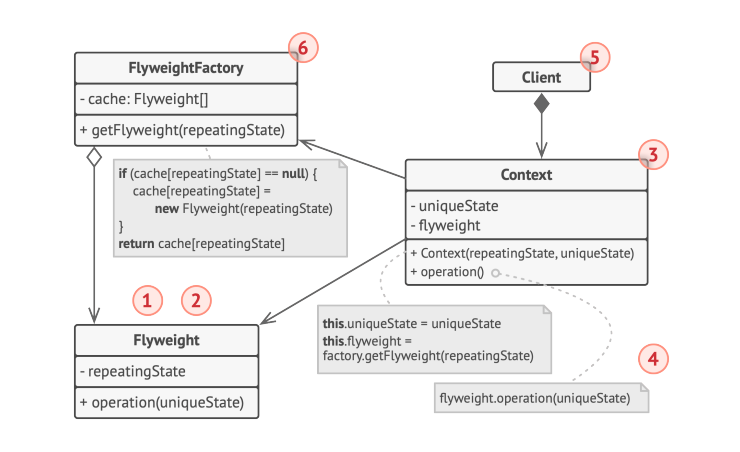 6
FlyweightFactory
- cache: Flyweight[]
+ getFlyweight(repeatingState)
if (cache[repeatingState] == null) {
cache[repeatingState] =
new Flyweight(repeatingState)
}
return cache[repeatingState]
5
Client
3
Context
- uniqueState
- flyweight
+ Context(repeatingState, uniqueState)
+ operation()
1
2
Flyweight
- repeatingState
+ operation(uniqueState)
this.uniqueState = uniqueState
this.flyweight =
factory.getFlyweight(repeatingState)
4
flyweight.operation(uniqueState)